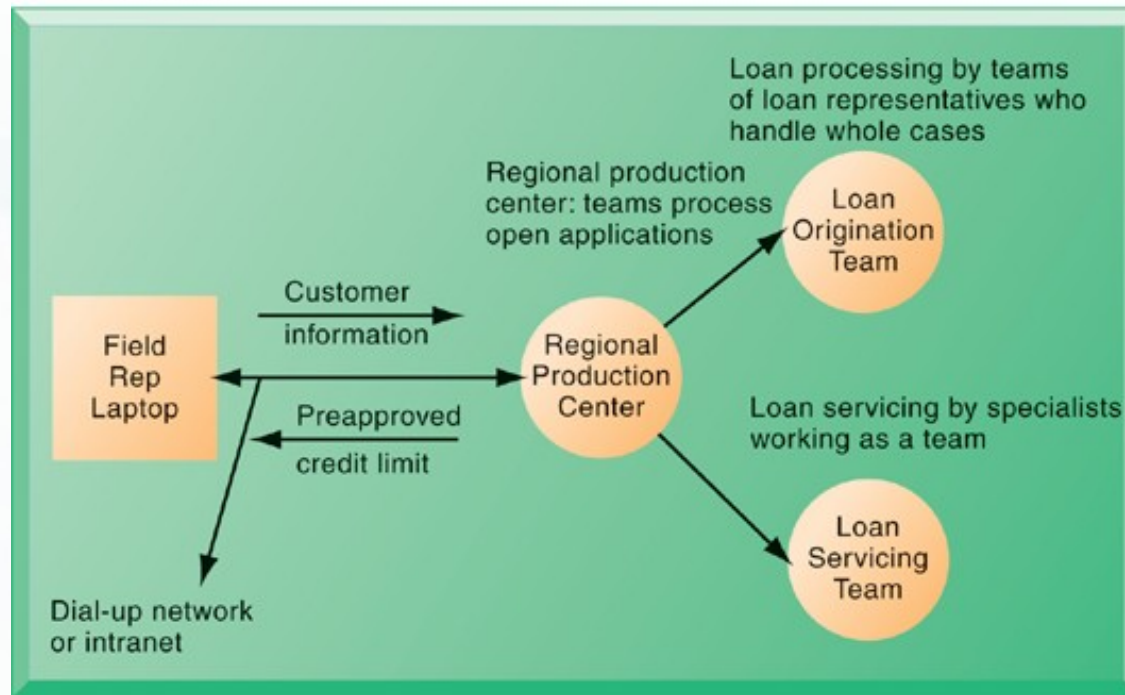 Loan processing by teams
of loan representatives who
handle whole cases
Regional production
center: teams process
open applications
Loan
Origination
Team
Customer
information
Field
Rep
Laptop
Regional
Production
Center
Preapproved
credit limit
Loan servicing by specialists
working as a team
Loan
Servicing
Team
Dial-up network
or intranet